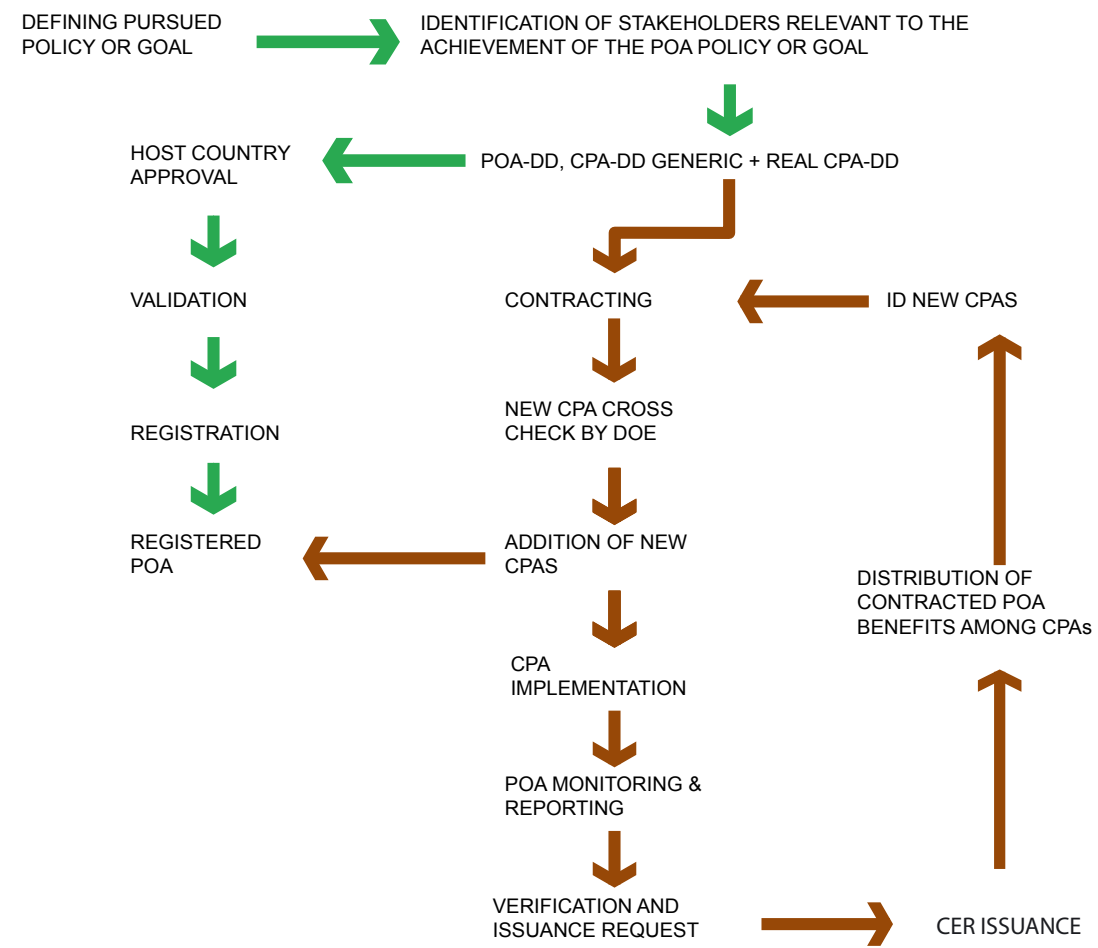 DEFINING PURSUED
POLICY OR GOAL
IDENTIFICATION OF STAKEHOLDERS RELEVANT TO THE
ACHIEVEMENT OF THE POA POLICY OR GOAL
HOST COUNTRY
APPROVAL
POA-DD, CPA-DD GENERIC + REAL CPA-DD
VALIDATION
CONTRACTING
ID NEW CPAS
REGISTRATION
NEW CPA CROSS
CHECK BY DOE
REGISTERED
POA
ADDITION OF NEW
CPAS
DISTRIBUTION OF
CONTRACTED POA
BENEFITS AMONG CPAs
CPA
IMPLEMENTATION
POA MONITORING &
REPORTING
VERIFICATION AND
ISSUANCE REQUEST
CER ISSUANCE